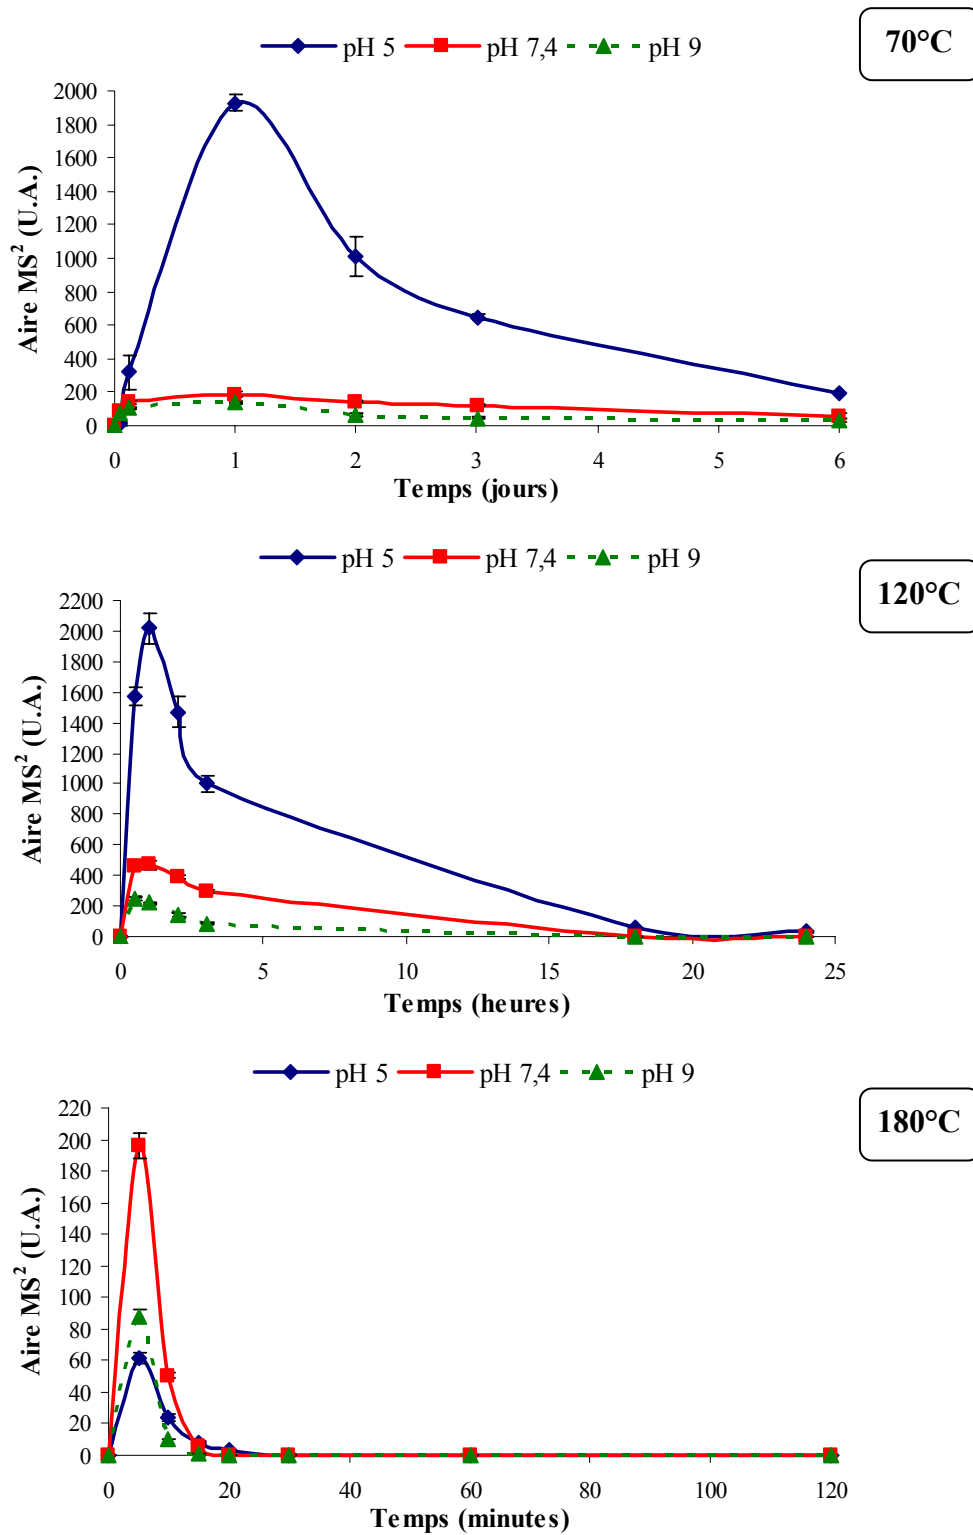 pH 5 pH 7,4 pH 9
70°C
Aire MS² (U.A.)
2000
1800
1600
1400
1200
1000
800
600
400
200
0
0 1 2 3 4 5 6
Temps (jours)
pH 5 pH 7,4 pH 9
120°C
Aire MS² (U.A.)
2200
2000
1800
1600
1400
1200
1000
800
600
400
200
0
0 5 10 15 20 25
Temps (heures)
pH 5 pH 7,4 pH 9
180°C
Aire MS² (U.A.)
220
200
180
160
140
120
100
80
60
40
20
0
0 20 40 60 80 100 120
Temps (minutes)